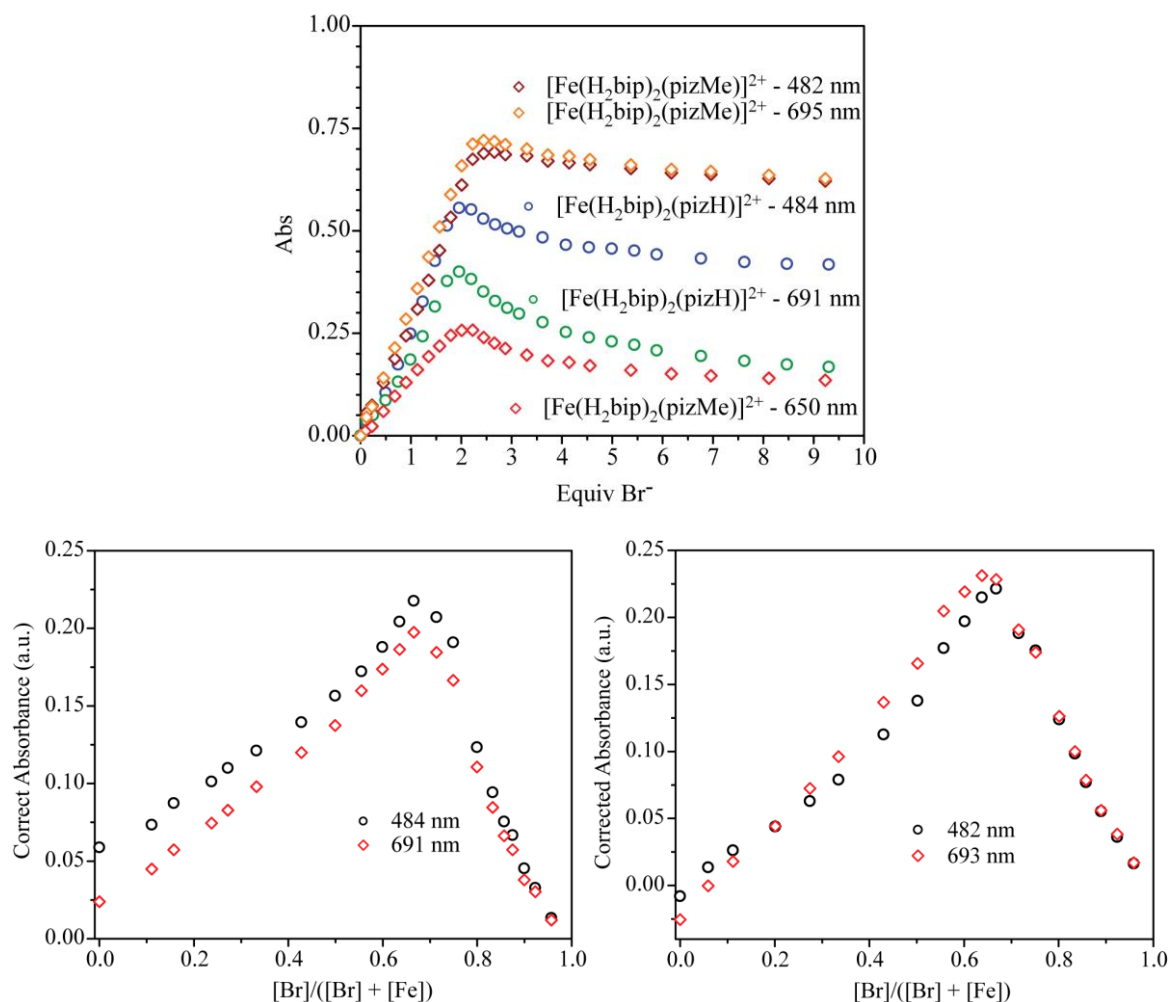 1.00
0.75
0.50
0.25
0.00
Abs
[Fe(H₂bip)₂(pizMe)]²⁺ - 482 nm
[Fe(H₂bip)₂(pizMe)]²⁺ - 695 nm
[Fe(H₂bip)₂(pizH)]²⁺ - 484 nm
[Fe(H₂bip)₂(pizH)]²⁺ - 691 nm
[Fe(H₂bip)₂(pizMe)]²⁺ - 650 nm
0 1 2 3 4 5 6 7 8 9 10
Equiv Br⁻
0.25
0.20
0.15
0.10
0.05
0.00
Correct Absorbance (a.u.)
484 nm
691 nm
0.0 0.2 0.4 0.6 0.8 1.0
[Br]/([Br] + [Fe])
0.25
0.20
0.15
0.10
0.05
0.00
Corrected Absorbance (a.u.)
482 nm
693 nm
0.0 0.2 0.4 0.6 0.8 1.0
[Br]/([Br] + [Fe])